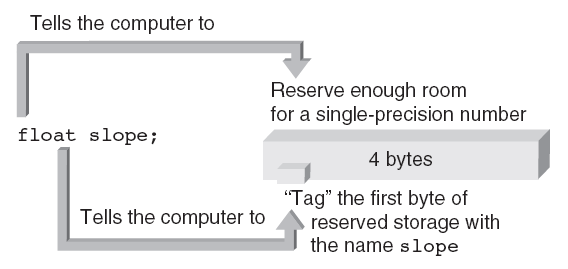 Tells the computer to
Reserve enough room
for a single-precision number
float slope;
4 bytes
“Tag” the first byte of
Tells the computer to
reserved storage with
the name slope